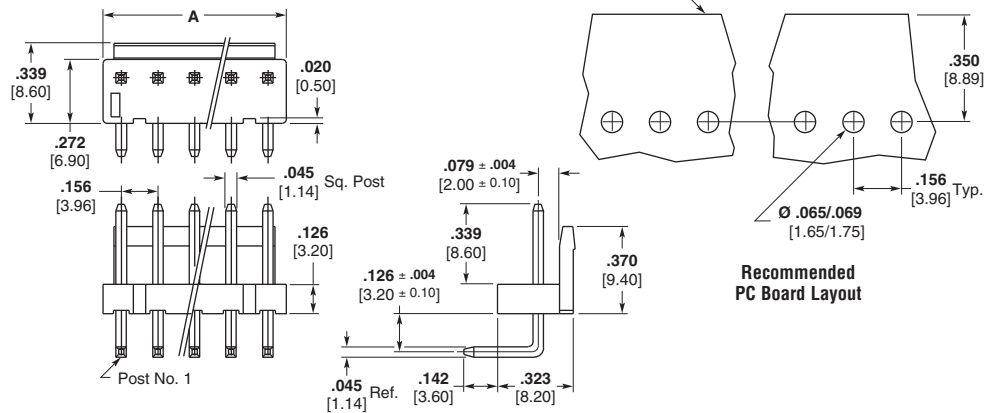 A
.339
[8.60]
.272
[6.90]
.020
[0.50]
.156
[3.96]
.045
[1.14] Sq. Post
.126
[3.20]
Post No. 1
.079 ± .004
[2.00 ± 0.10]
.339
[8.60]
.126 ± .004
[3.20 ± 0.10]
.370
[9.40]
.045
[1.14] Ref.
.142
[3.60]
.323
[8.20]
.350
[8.89]
.156
[3.96] Typ.
Ø .065/.069
[1.65/1.75]
Recommended
PC Board Layout